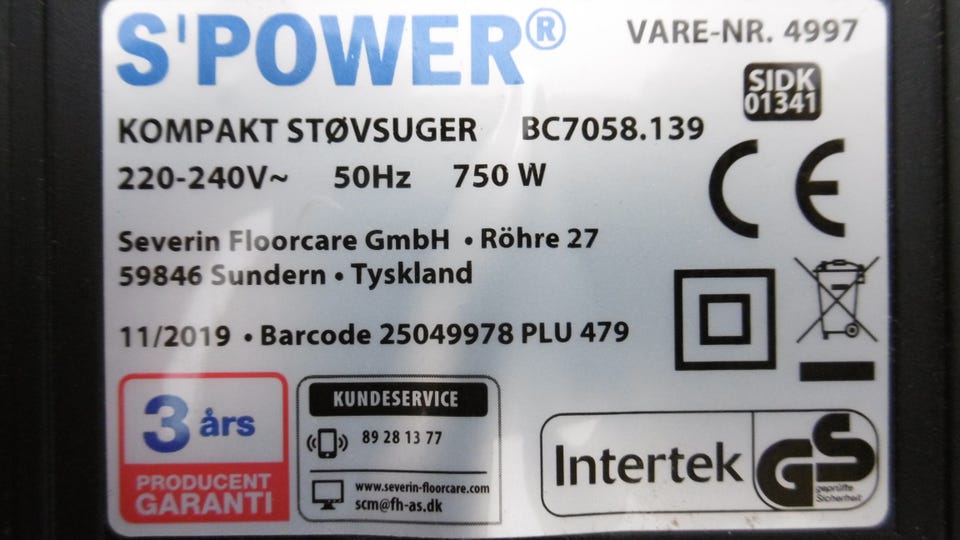 S'POWER®
VARE-NR. 4997
SIDK
01341
KOMPAKT STØVSUGER BC7058.139
220-240V~ 50Hz 750 W
CE
Severin Floorcare GmbH • Röhre 27
59846 Sundern • Tyskland
11/2019 • Barcode 25049978 PLU 479
3 års
PRODUCENT
GARANTI
KUNDESERVICE
89 28 13 77
www.severin-floorcare.com
scm@fh-as.dk
Intertek
GS
geprüfte
Sicherheit